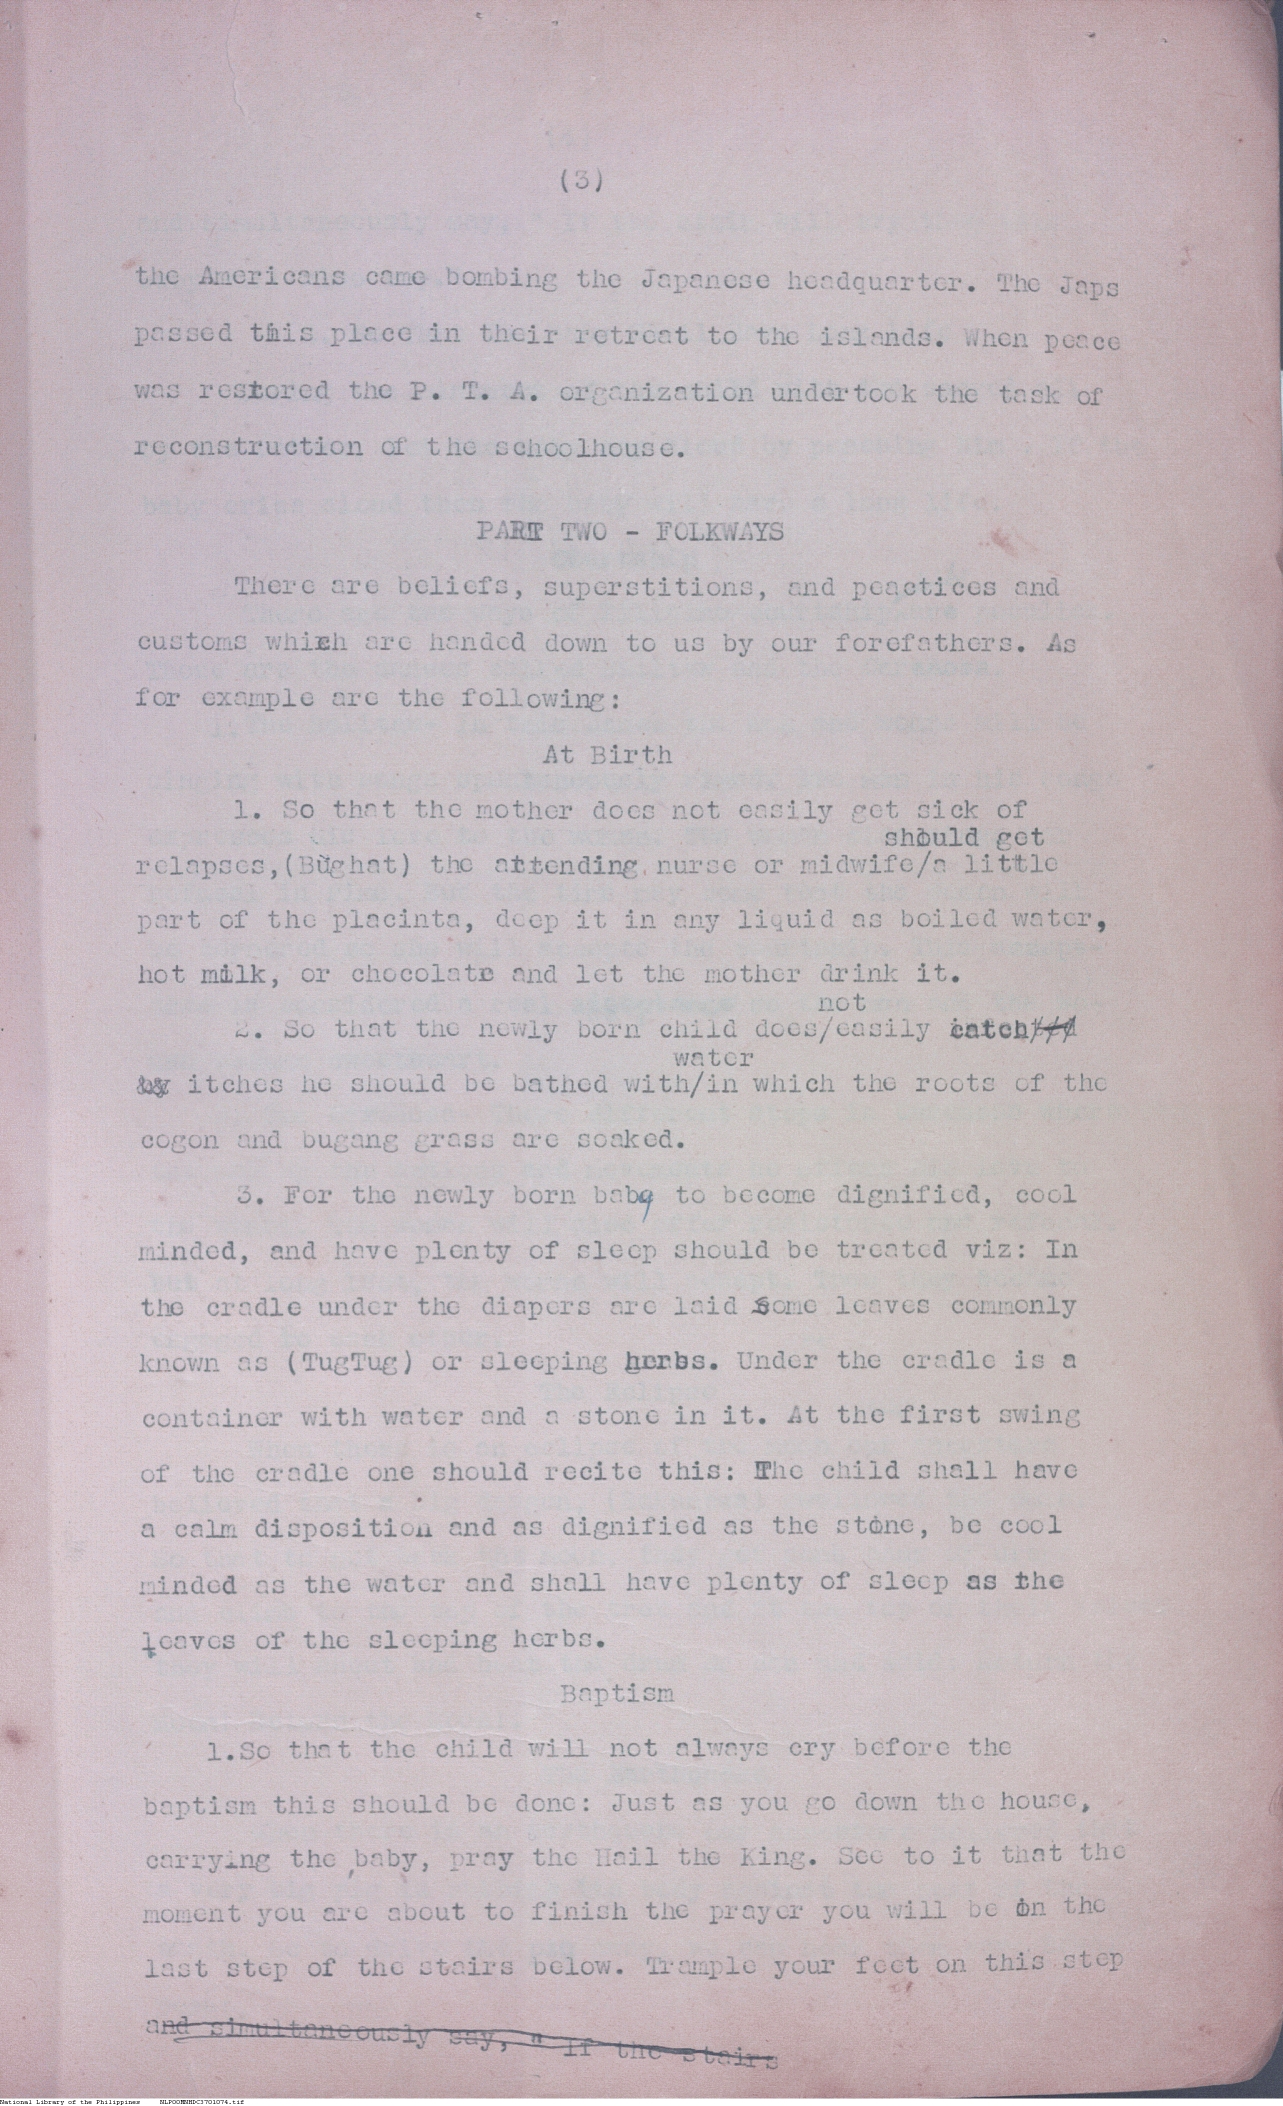 (3)
the Americans came bombing the Japanese headquarter. The Japs
passed this place in their retreat to the islands. When peace
was restored the P. T. A. organization undertook the task of
reconstruction of the schoolhouse.
PART TWO - FOLKWAYS
There are beliefs, superstitions, and peactices and
customs which are handed down to us by our forefathers. As
for example are the following:
At Birth
1. So that the mother does not easily get sick of
should get
relapses,(Bughat) the attending nurse or midwife/a little
part of the placinta, deep it in any liquid as boiled water,
hot milk, or chocolate and let the mother drink it.
not
2. So that the newly born child does/easily catch
water
by itches he should be bathed with/in which the roots of the
cogon and bugang grass are soaked.
3. For the newly born baby to become dignified, cool
minded, and have plenty of sleep should be treated viz: In
the cradle under the diapers are laid some leaves commonly
known as (TugTug) or sleeping herbs. Under the cradle is a
container with water and a stone in it. At the first swing
of the cradle one should recite this: The child shall have
a calm disposition and as dignified as the stone, be cool
minded as the water and shall have plenty of sleep as the
leaves of the sleeping herbs.
Baptism
1.So that the child will not always cry before the
baptism this should be done: Just as you go down the house,
carrying the baby, pray the Hail the King. See to it that the
moment you are about to finish the prayer you will be on the
last step of the stairs below. Trample your feet on this step
and simultaneously say, " If the stairs
National Library of the Philippines NLPOOMNHDC3701074.tif